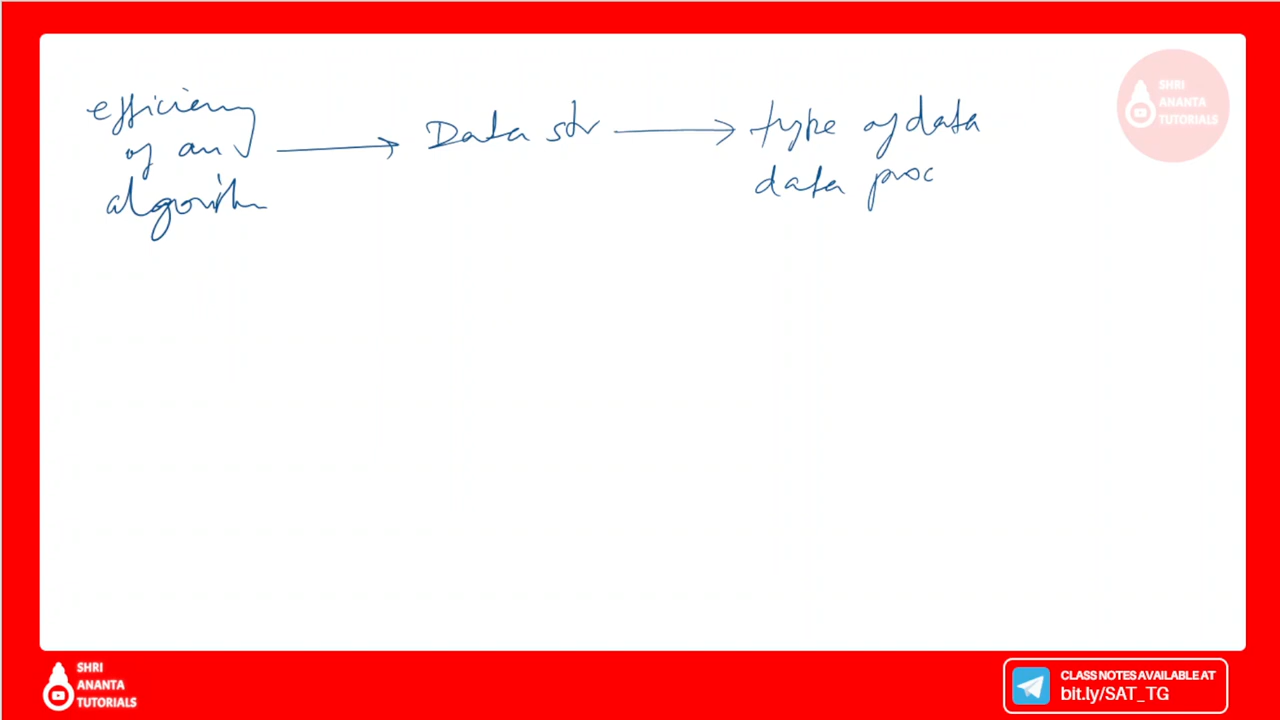 efficiency
of an
algorithm
Data str
type of data
data proc
SHRI
ANANTA
TUTORIALS
SHRI
ANANTA
TUTORIALS
CLASS NOTES AVAILABLE AT
bit.ly/SAT_TG